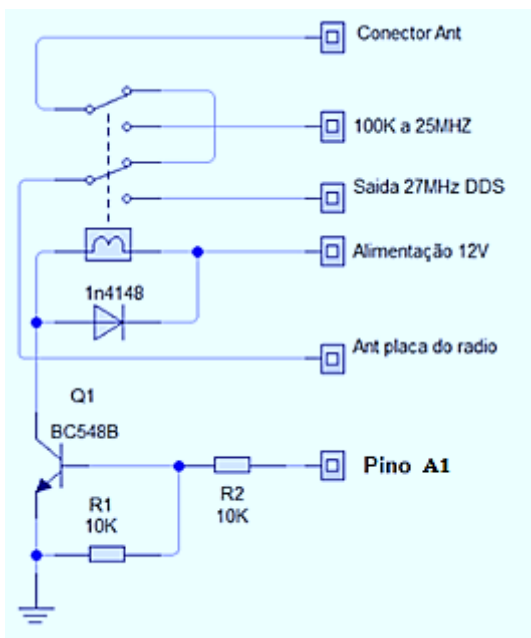 Conector Ant
100K a 25MHZ
Saida 27MHz DDS
Alimentação 12V
1n4148
Ant placa do radio
Q1
BC548B
Pino A1
R1
10K
R2
10K